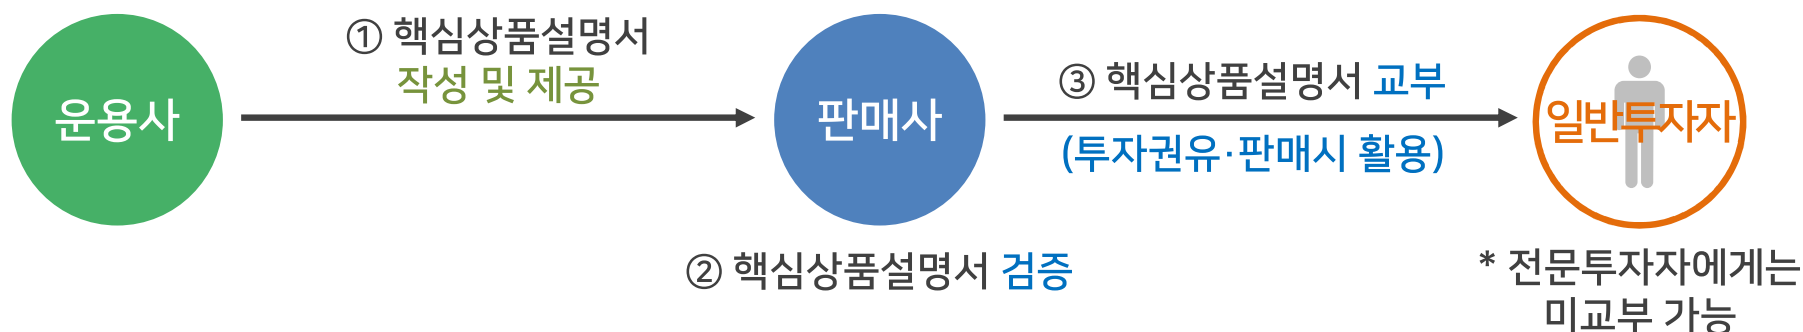 운용사
① 핵심상품설명서
작성 및 제공
판매사
② 핵심상품설명서 검증
③ 핵심상품설명서 교부
(투자권유·판매시 활용)
일반투자자
* 전문투자자에게는
미교부 가능